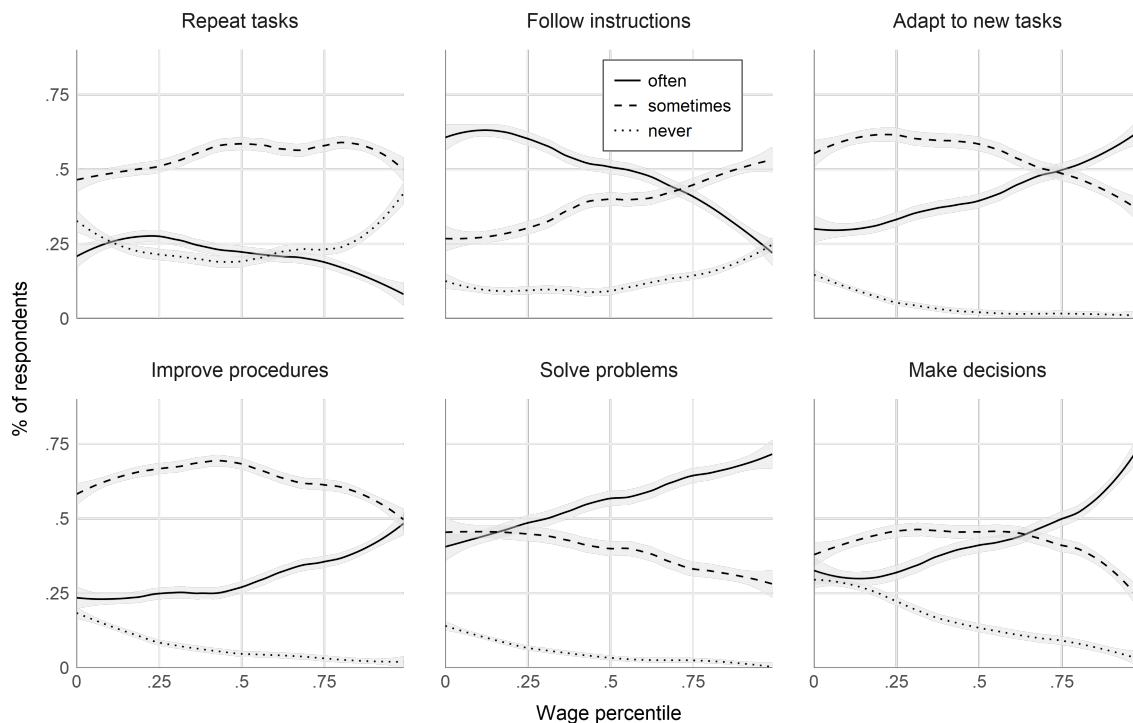 Repeat tasks
Follow instructions
Adapt to new tasks
often
sometimes
never
.75
.5
.25
0
% of respondents
Improve procedures
Solve problems
Make decisions
.75
.5
.25
0
0 .25 .5 .75
0 .25 .5 .75
0 .25 .5 .75
Wage percentile